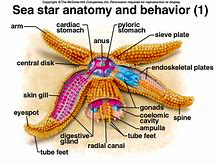 Sea star anatomy and behavior (1)
Copyright © The McGraw-Hill Companies, Inc. Permission required for reproduction or display.
arm
cardiac stomach
pyloric stomach
anus
sieve plate
central disk
endoskeletal plates
skin gill
eyespot
gonads
coelomic cavity
ampulla
digestive gland
tube feet
radial canal
tube feet